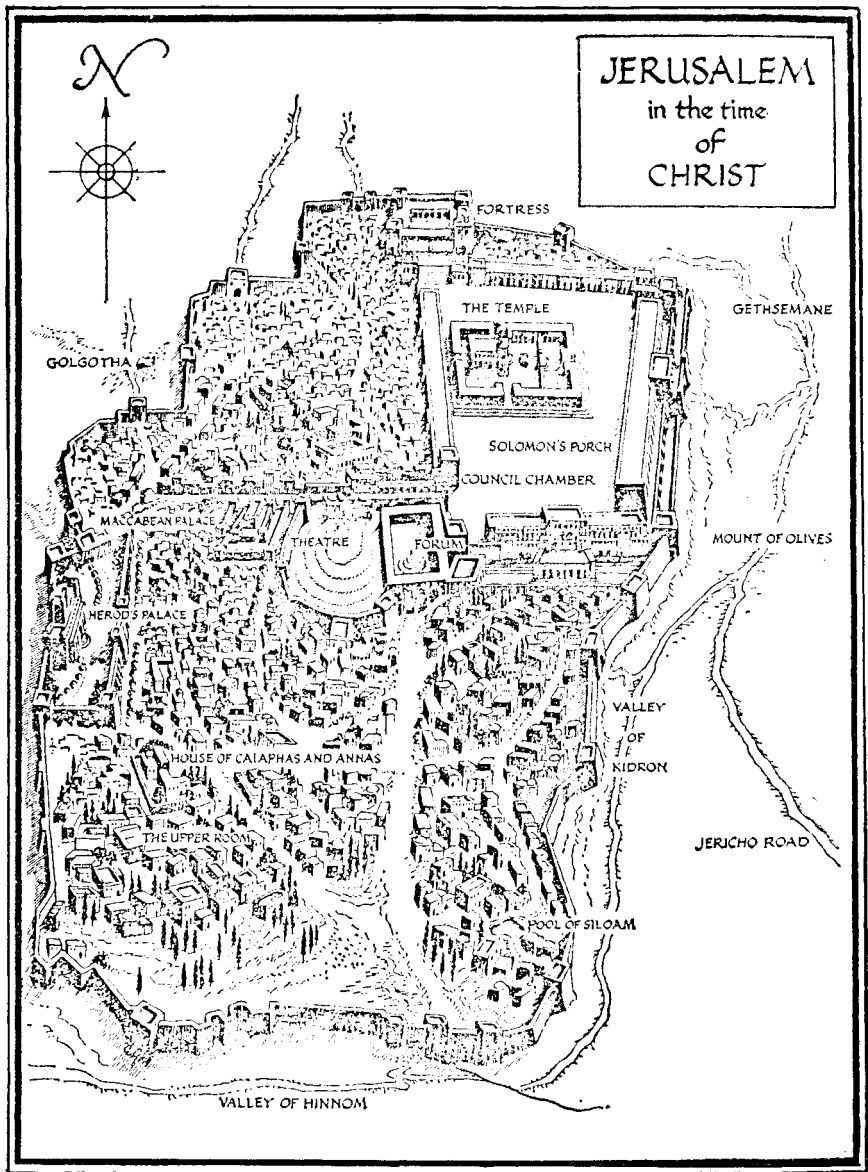 N
JERUSALEM
in the time
of
CHRIST
FORTRESS
THE TEMPLE
GETHSEMANE
GOLGOTHA
SOLOMON'S PORCH
COUNCIL CHAMBER
MACCABEAN PALACE
THEATRE
FORUM
MOUNT OF OLIVES
HEROD'S PALACE
VALLEY
OF
KIDRON
HOUSE OF CAIAPHAS AND ANNAS
THE UPPER ROOM
JERICHO ROAD
POOL OF SILOAM
VALLEY OF HINNOM